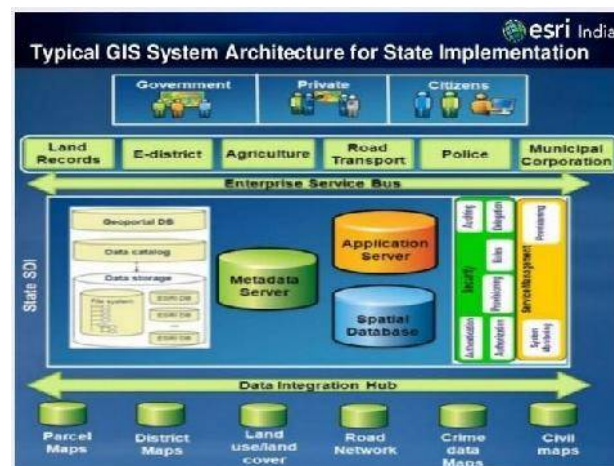 esri India
Typical GIS System Architecture for State Implementation
Government
Private
Citizens
Land
Records
E-district
Agriculture
Road
Transport
Police
Municipal
Corporation
Enterprise Service Bus
State SDI
Geoportal DB
Data catalog
Data storage
File system
ESRI DB
ESRI DB
...
ESRI DB
Metadata
Server
Application
Server
Spatial
Database
Security
Auditing
Delegation
Roles
Provisioning
Authentication
Authorization
Service Management
Provisioning
System
Monitoring
Data Integration Hub
Parcel
Maps
District
Maps
Land
use/land
cover
Road
Network
Crime
data
Maps
Civil
maps